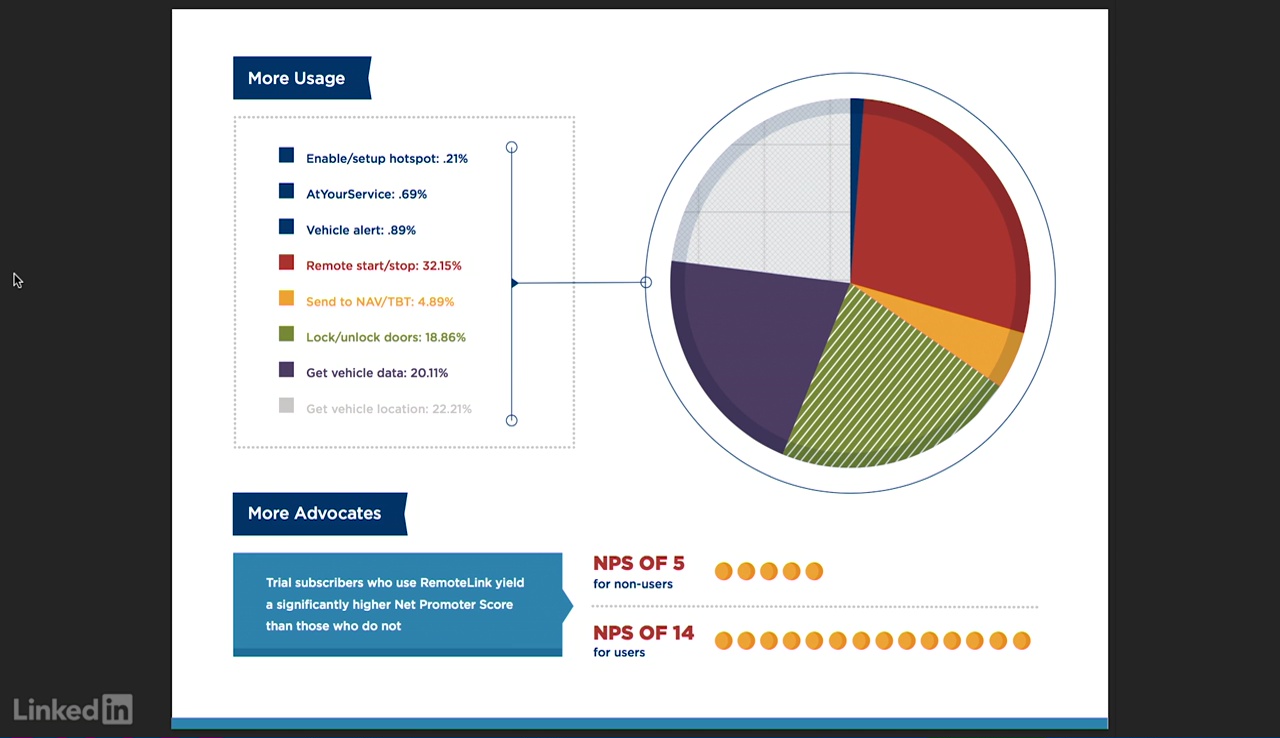 More Usage
Enable/setup hotspot: .21%
AtYourService: .69%
Vehicle alert: .89%
Remote start/stop: 32.15%
Send to NAV/TBT: 4.89%
Lock/unlock doors: 18.86%
Get vehicle data: 20.11%
Get vehicle location: 22.21%
More Advocates
Trial subscribers who use RemoteLink yield
a significantly higher Net Promoter Score
than those who do not
NPS OF 5
for non-users
NPS OF 14
for users
Linked in